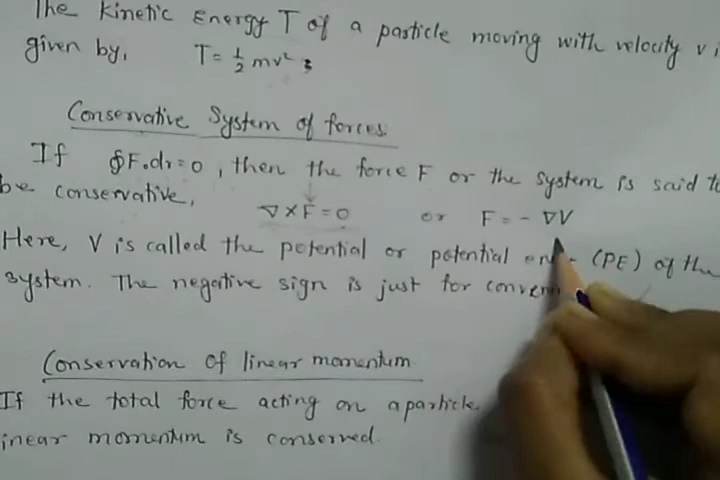 The Kinetic Energy T of a particle moving with velocity v i
given by, T = ½ mv² ;
Conservative System of forces.
If ∮F.dr = 0, then the force F or the system is said to
be conservative,
∇ × F = 0 or F = - ∇V
Here, V is called the potential or potential (PE) of the
system. The negative sign is just for
Conservation of linear momentum
If the total force acting on a particle
inear momentum is conserved.